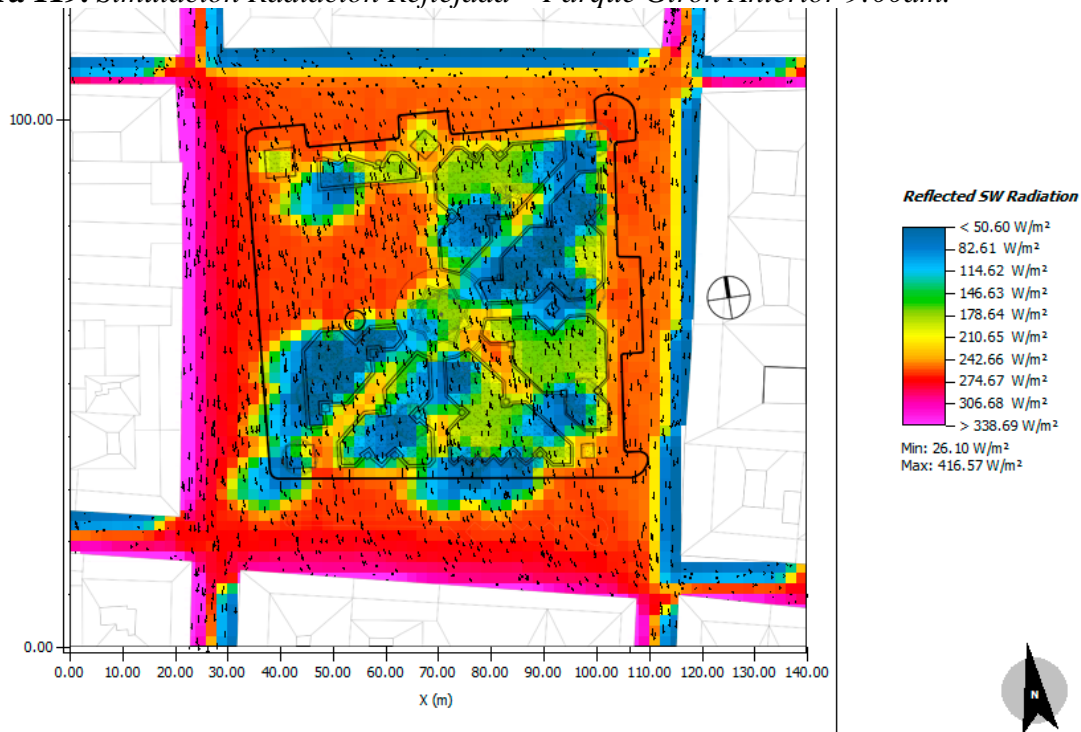 Simulación Radiación Reflejada – Parque Girón Anterior 9:00am.
100.00
0.00
0.00 10.00 20.00 30.00 40.00 50.00 60.00 70.00 80.00 90.00 100.00 110.00 120.00 130.00 140.00
X (m)
Reflected SW Radiation
< 50.60 W/m²
82.61 W/m²
114.62 W/m²
146.63 W/m²
178.64 W/m²
210.65 W/m²
242.66 W/m²
274.67 W/m²
306.68 W/m²
> 338.69 W/m²
Min: 26.10 W/m²
Max: 416.57 W/m²
N